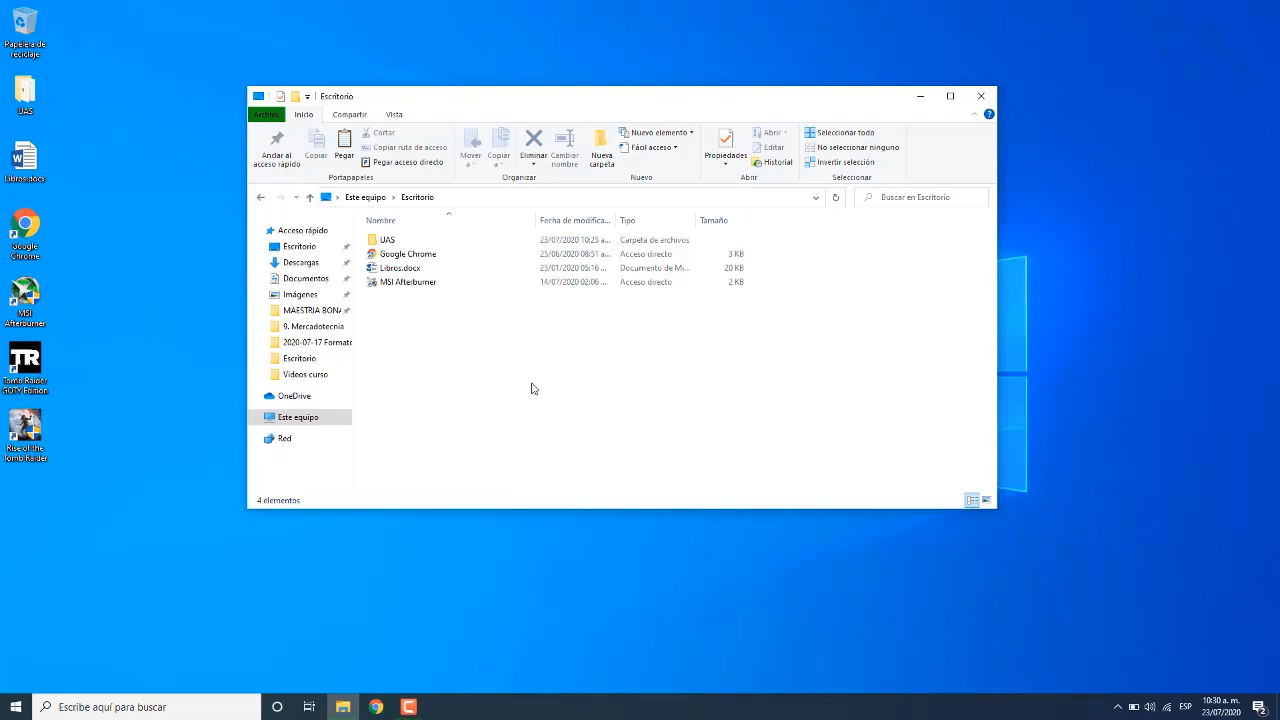 Papelera de
reciclaje
UAS
Libros.docx
Google
Chrome
MSI
Afterburner
Tomb Raider
GOTY Edition
Rise of the
Tomb Raider
TR
Escritorio
Archivo
Inicio
Compartir
Vista
Anclar al
acceso rápido
Copiar
Pegar
Cortar
Copiar ruta de acceso
Pegar acceso directo
Portapapeles
Mover
a
Copiar
a
Eliminar
Cambiar
nombre
Organizar
Nueva
carpeta
Nuevo elemento
Fácil acceso
Nuevo
Propiedades
Abrir
Editar
Historial
Abrir
Seleccionar todo
No seleccionar ninguno
Invertir selección
Seleccionar
Este equipo > Escritorio
Buscar en Escritorio
Nombre Fecha de modifica... Tipo Tamaño
UAS 23/07/2020 10:25 a... Carpeta de archivos
Google Chrome 25/06/2020 08:51 a... Acceso directo 3 KB
Libros.docx 25/01/2020 05:16 ... Documento de Mi... 20 KB
MSI Afterburner 14/07/2020 02:06 ... Acceso directo 2 KB
Acceso rápido
Escritorio
Descargas
Documentos
Imágenes
MAESTRIA BONA
9. Mercadotecnia
2020-07-17 Formato
Escritorio
Videos curso
OneDrive
Este equipo
Red
4 elementos
Escribe aquí para buscar
ESP
10:30 a. m.
23/07/2020
2